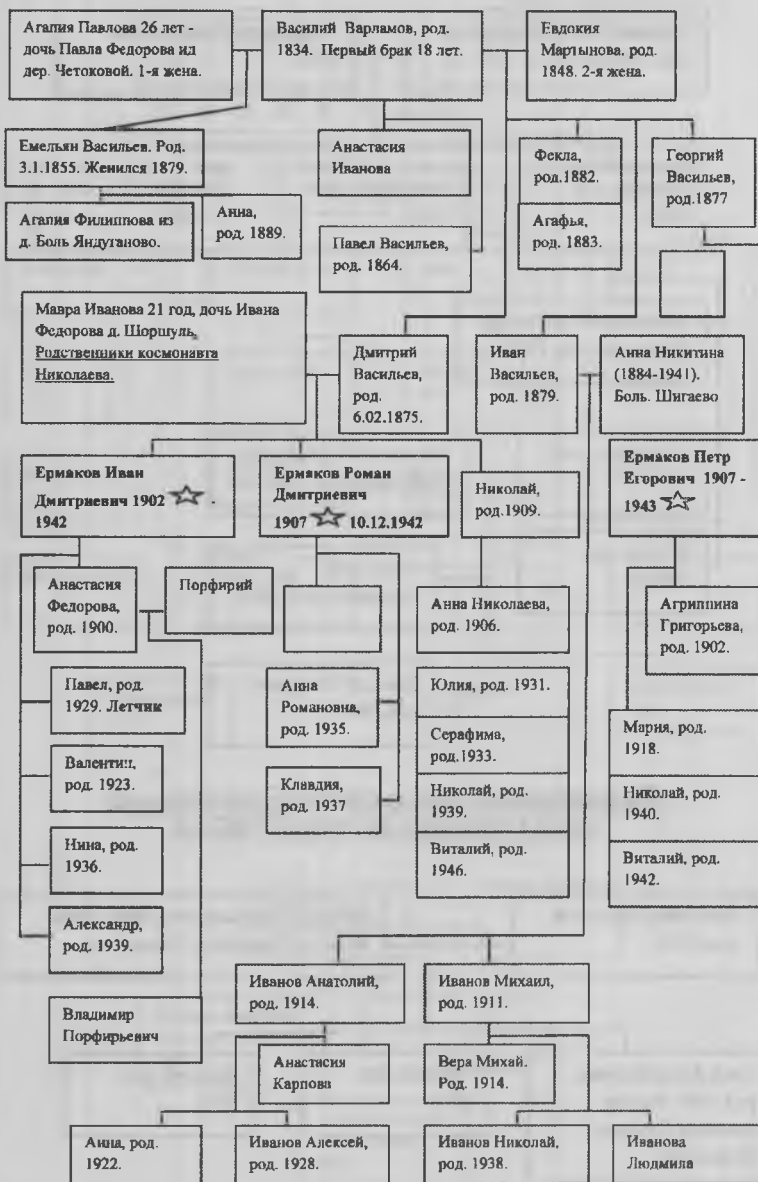 Агапия Павлова 26 лет -
дочь Павла Федорова ид
дер. Четоковой. 1-я жена.
Василий Варламов, род.
1834. Первый брак 18 лет.
Евдокия
Мартынова, род.
1848. 2-я жена.
Емельян Васильев. Род.
3.1.1855. Женился 1879.
Анастасия
Иванова
Фекла,
род.1882.
Георгий
Васильев,
род.1877
Агапия Филиппова из
д. Боль Яндуганово.
Анна,
род. 1889.
Павел Васильев,
род. 1864.
Агафья,
род. 1883.
Мавра Иванова 21 год, дочь Ивана
Федорова д. Шоршуль.
Родственники космонавта
Николаева.
Дмитрий
Васильев,
род.
6.02.1875.
Иван
Васильев,
род. 1879.
Анна Никитина
(1884-1941).
Боль. Шигаево
Ермаков Иван
Дмитриевич 1902 -
1942
Ермаков Роман
Дмитриевич
1907 10.12.1942
Николай,
род.1909.
Ермаков Петр
Егорович 1907 -
1943
Анастасия
Федорова,
род. 1900.
Порфирий
Анна Николаева,
род. 1906.
Агриппина
Григорьева,
род. 1902.
Павел, род.
1929. Летчик
Анна
Романовна,
род. 1935.
Юлия, род. 1931.
Серафима,
род.1933.
Мария, род.
1918.
Валентин,
род. 1923.
Клавдия,
род. 1937
Николай, род.
1939.
Николай, род.
1940.
Нина, род.
1936.
Виталий, род.
1946.
Виталий, род.
1942.
Александр,
род. 1939.
Иванов Анатолий,
род. 1914.
Иванов Михаил,
род. 1911.
Владимир
Порфирьевич
Анастасия
Карпова
Вера Михай.
Род. 1914.
Анна, род.
1922.
Иванов Алексей,
род. 1928.
Иванов Николай,
род. 1938.
Иванова
Людмила